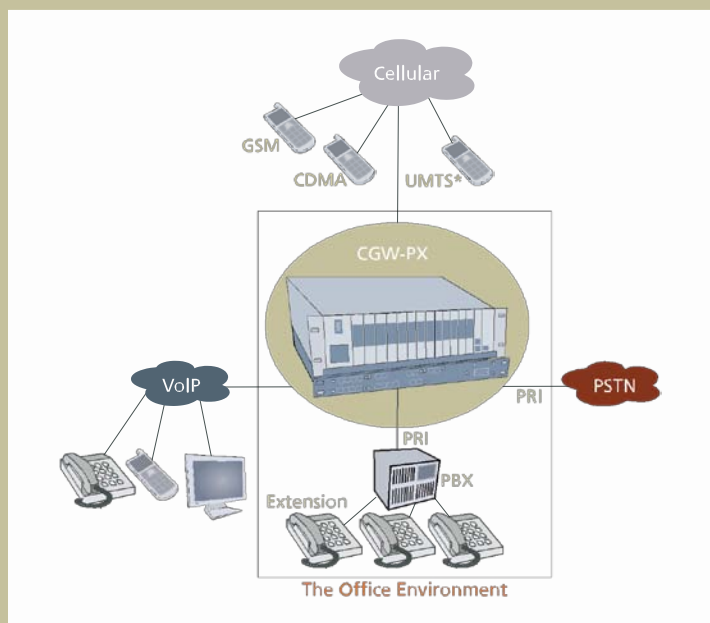 Cellular
GSM
CDMA
UMTS*
CGW-PX
VoIP
PSTN
PRI
PRI
PBX
Extension
The Office Environment